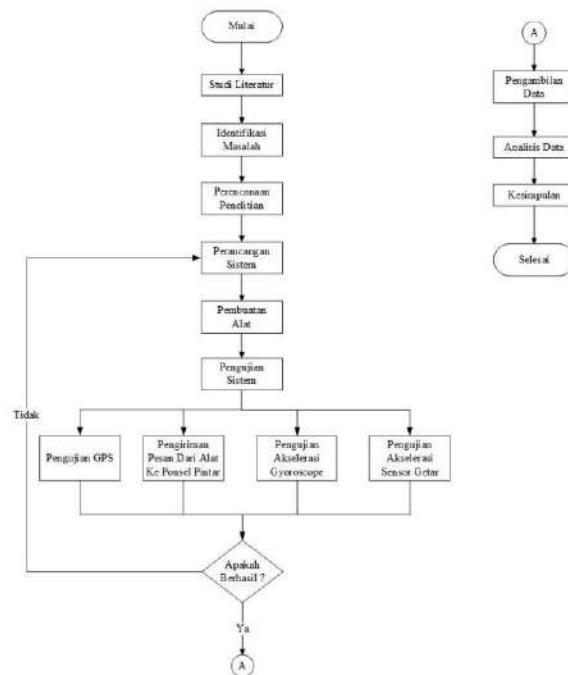 Mulai
Studi Literatur
Identifikasi
Masalah
Perencanaan
Penelitian
Perancangan
Sistem
Pembuatan
Alat
Pengujian
Sistem
Tidak
Pengujian GPS
Pengiriman
Pesan Dari Alat
Ke Ponsel Pintar
Pengujian
Akselerasi
Gyoroscope
Pengujian
Akselerasi
Sensor Getar
Apakah
Berhasil ?
Ya
A
A
Pengambilan
Data
Analisis Data
Kesimpulan
Selesai